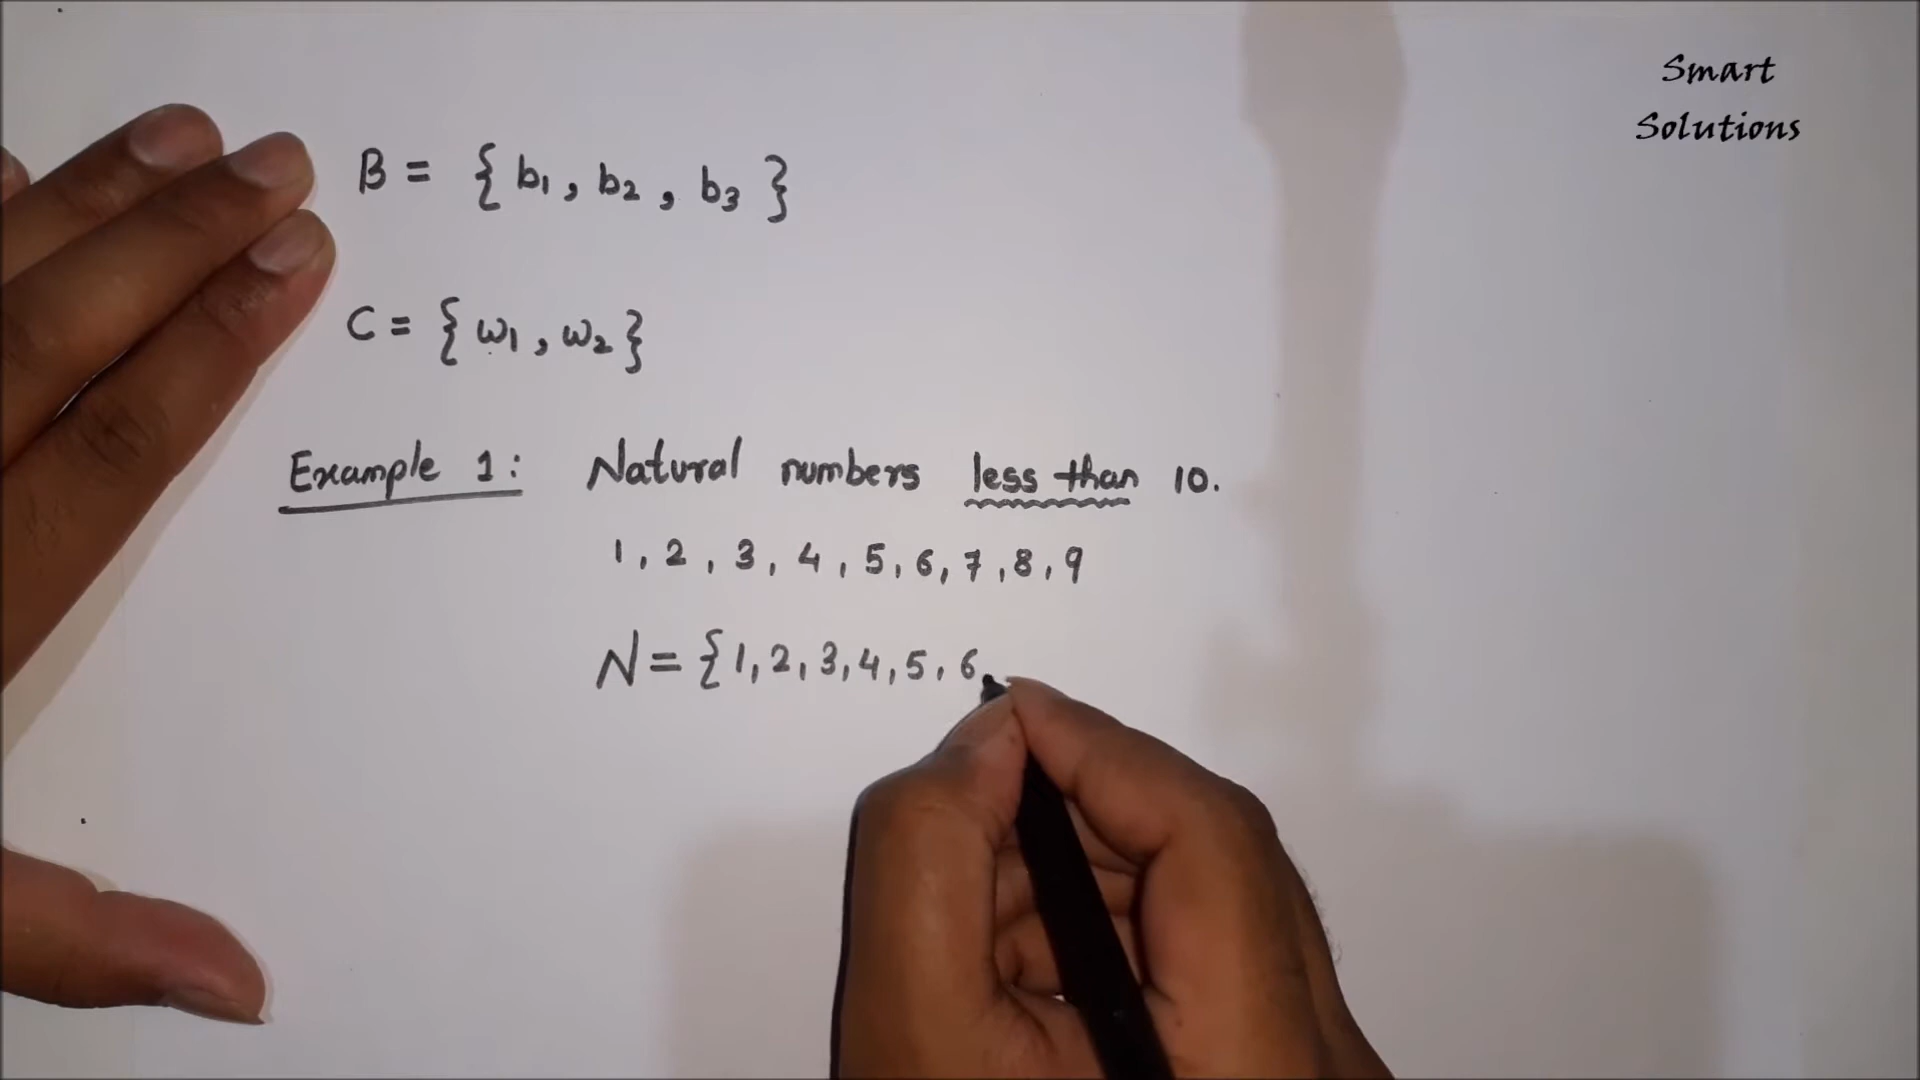 Smart
Solutions
B = { b1 , b2 , b3 }
C = { w1 , w2 }
Example 1: Natural numbers less than 10.
1 , 2 , 3 , 4 , 5 , 6 , 7 , 8 , 9
N = { 1, 2, 3, 4, 5, 6,